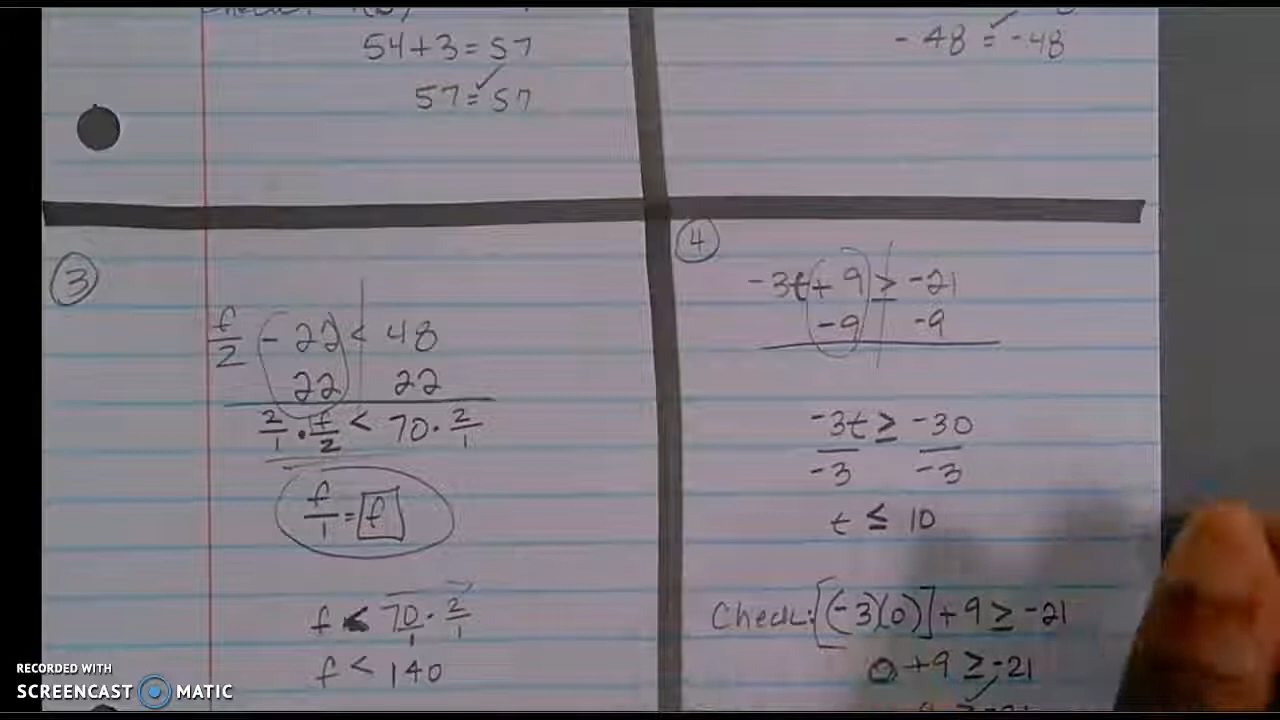 54+3=57
57=57
-48=-48
③
f/2 - 22 < 48
22 22
2/1 · f/2 < 70 · 2/1
f/1 = f
f < 70/1 · 2/1
f < 140
④
-3t + 9 ≥ -21
-9 -9
-3t ≥ -30
-3 -3
t ≤ 10
Check: [(-3)(0)] + 9 ≥ -21
0 + 9 ≥ -21
RECORDED WITH
SCREENCAST MATIC